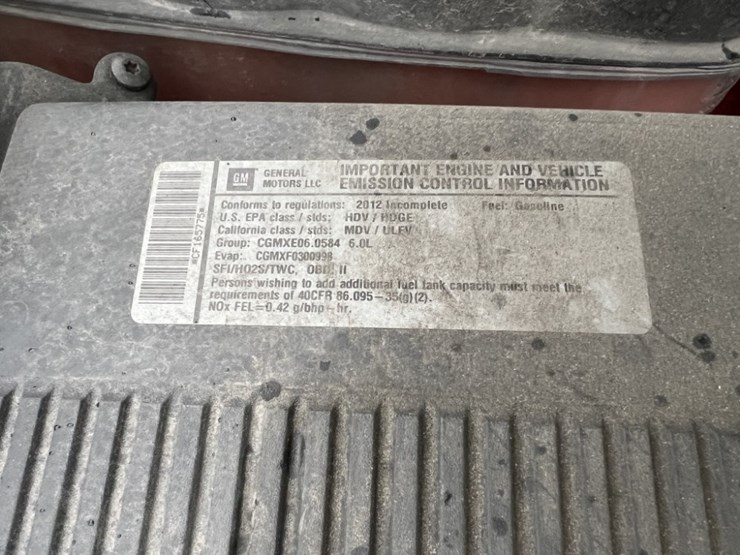 GM GENERAL MOTORS LLC
IMPORTANT ENGINE AND VEHICLE
EMISSION CONTROL INFORMATION
Conforms to regulations: 2012 Incomplete Fuel: Gasoline
U.S. EPA class / stds: HDV / HDGE
California class / stds: MDV / ULEV
Group: CGMXE06.0584 6.0L
Evap: CGMXF0300998
SFI/HO2S/TWC, OBD II
Persons wishing to add additional fuel tank capacity must meet the
requirements of 40CFR 86.095-35(g)(2).
NOx FEL=0.42 g/bhp-hr.
*CF165775*